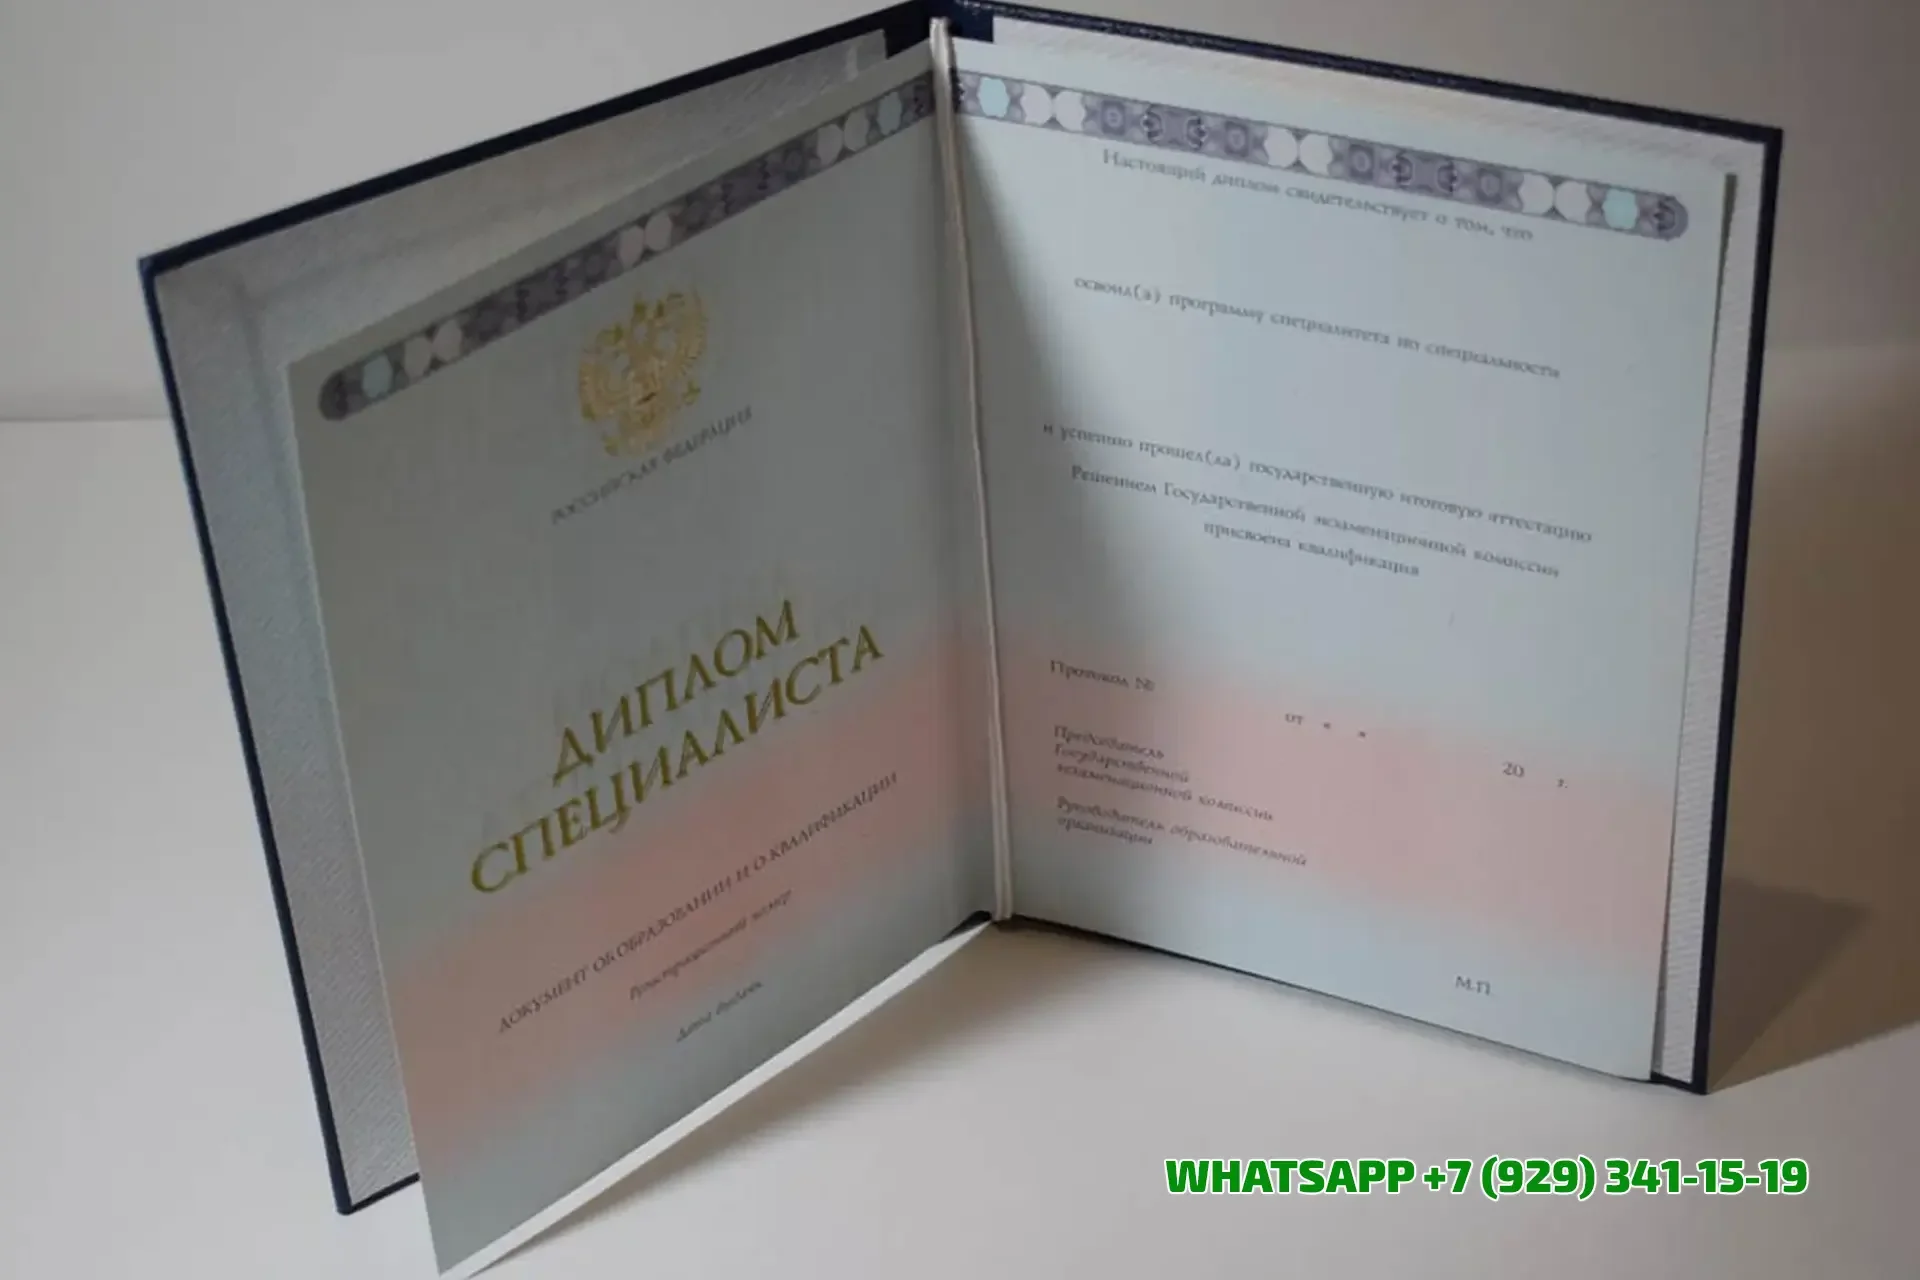 РОССИЙСКАЯ ФЕДЕРАЦИЯ
ДИПЛОМ
СПЕЦИАЛИСТА
ДОКУМЕНТ ОБ ОБРАЗОВАНИИ И О КВАЛИФИКАЦИИ
Регистрационный номер
Дата выдачи
Настоящий диплом свидетельствует о том, что
освоил(а) программу специалитета по специальности
и успешно прошел(ла) государственную итоговую аттестацию
Решением Государственной экзаменационной комиссии
присвоена квалификация
Протокол №
от « »
20 г.
Председатель
Государственной
экзаменационной комиссии
Руководитель образовательной
организации
М.П.
WHATSAPP +7 (929) 341-15-19